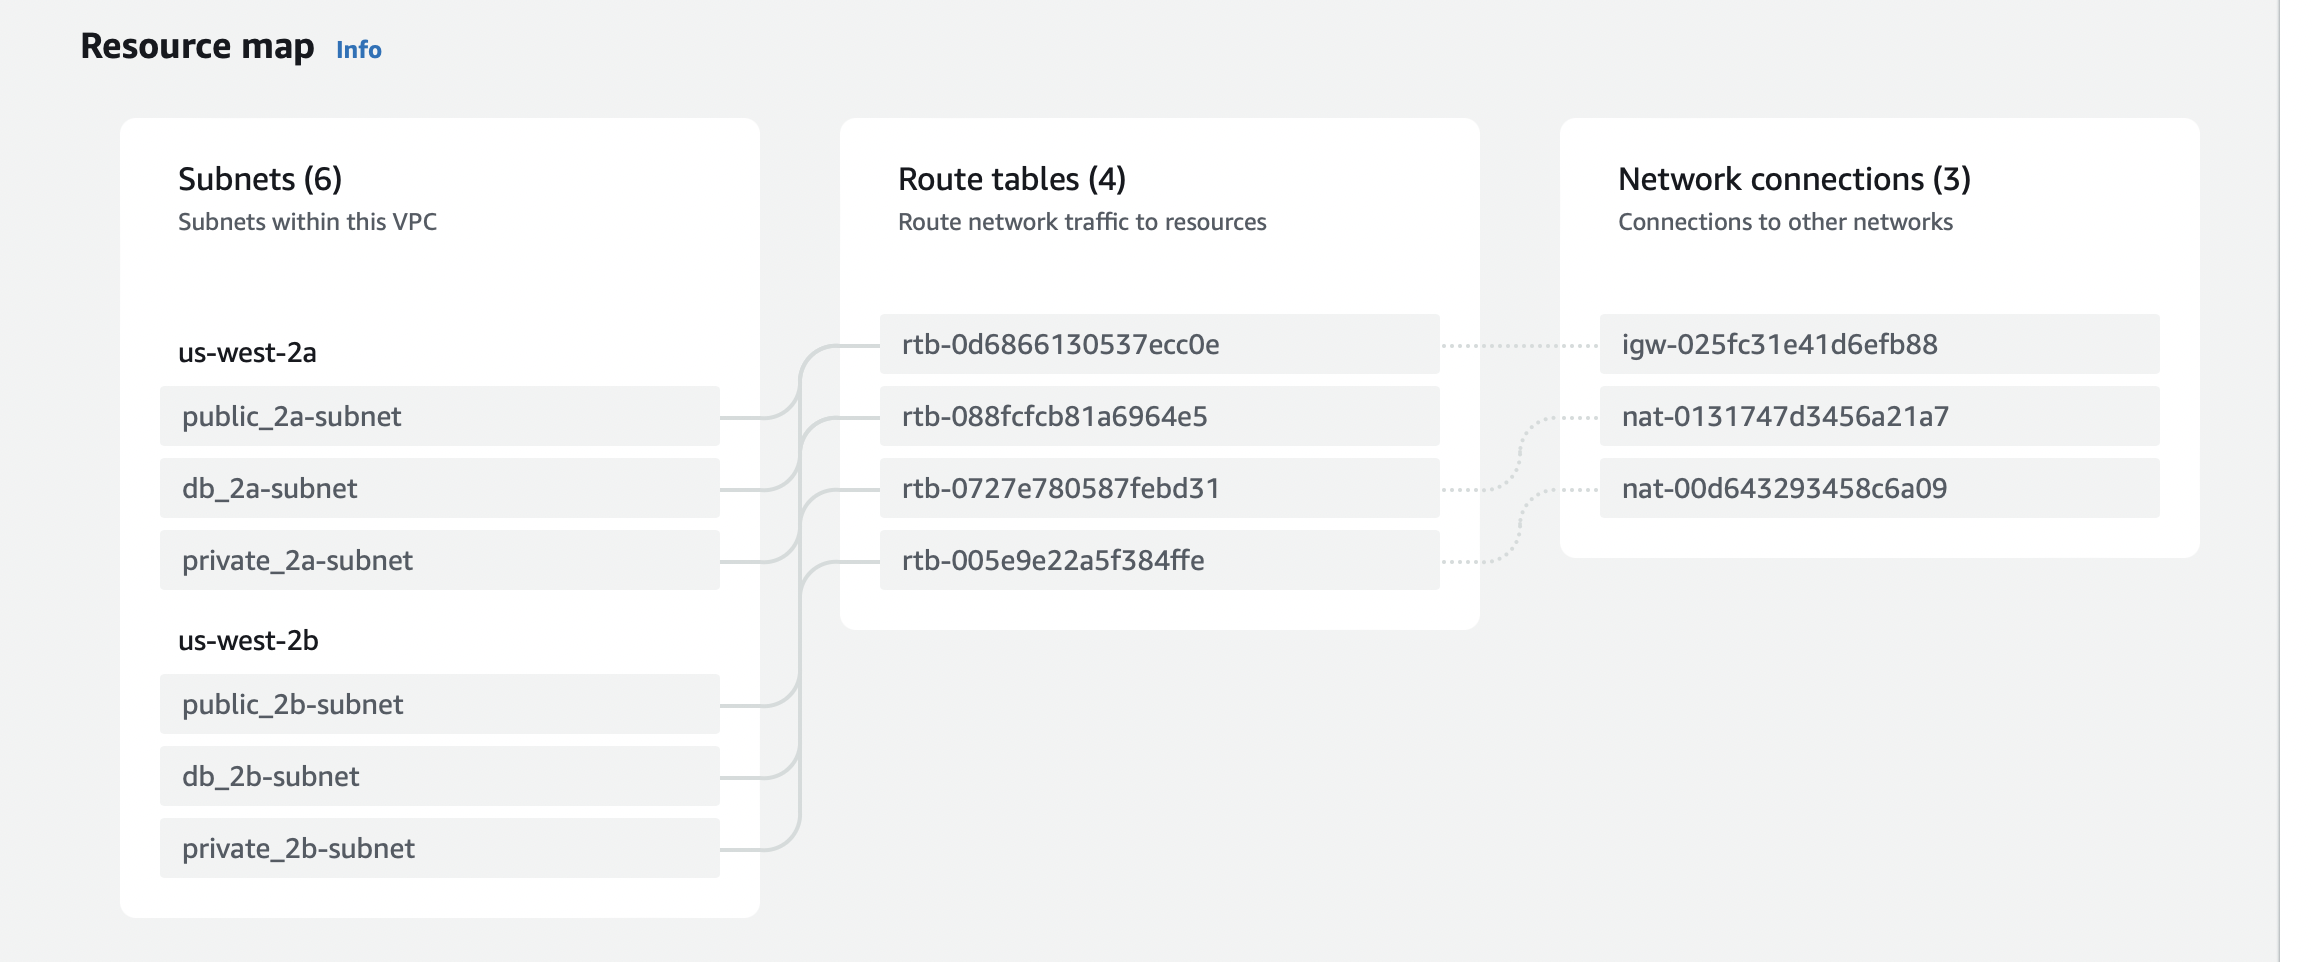 Resource map Info
Subnets (6)
Subnets within this VPC
us-west-2a
public_2a-subnet
db_2a-subnet
private_2a-subnet
us-west-2b
public_2b-subnet
db_2b-subnet
private_2b-subnet
Route tables (4)
Route network traffic to resources
rtb-0d6866130537ecc0e
rtb-088fcfcb81a6964e5
rtb-0727e780587febd31
rtb-005e9e22a5f384ffe
Network connections (3)
Connections to other networks
igw-025fc31e41d6efb88
nat-0131747d3456a21a7
nat-00d643293458c6a09